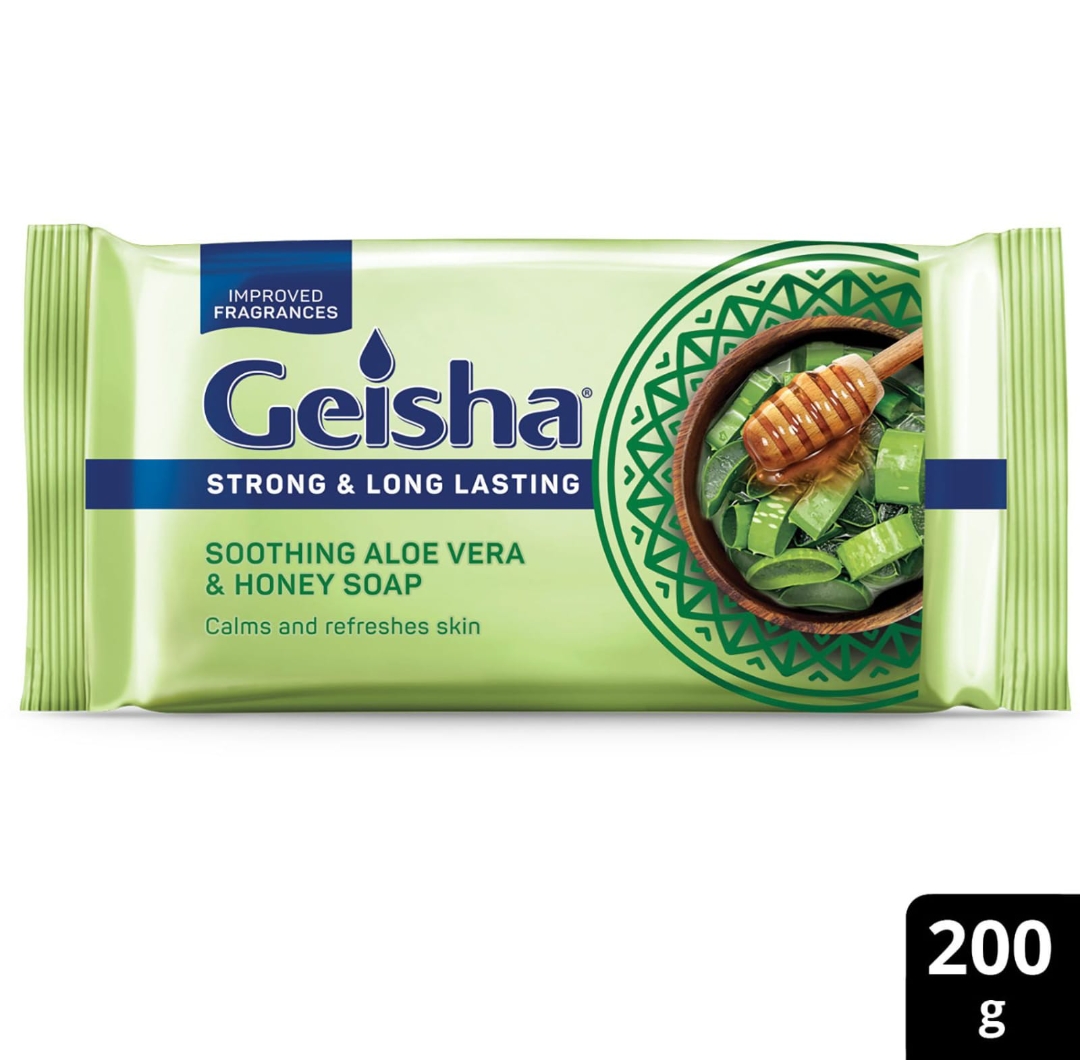 IMPROVED
FRAGRANCES
Geisha®
STRONG & LONG LASTING
SOOTHING ALOE VERA
& HONEY SOAP
Calms and refreshes skin
200
g